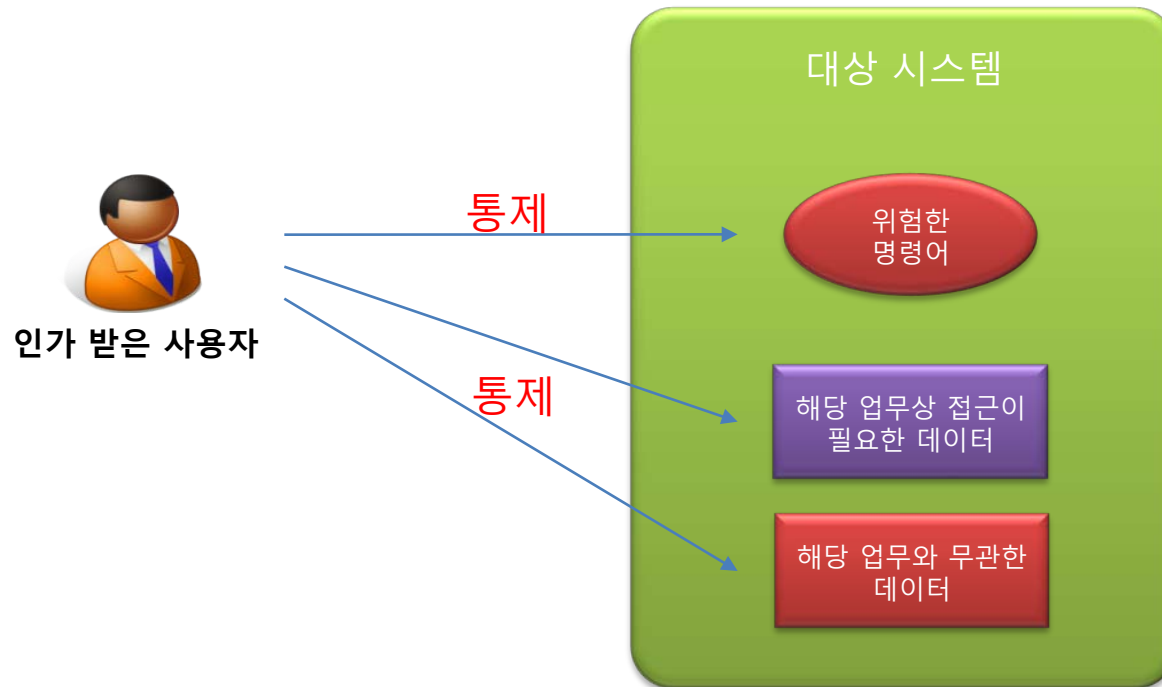 대상 시스템
통제
위험한
명령어
인가 받은 사용자
통제
해당 업무상 접근이
필요한 데이터
해당 업무와 무관한
데이터